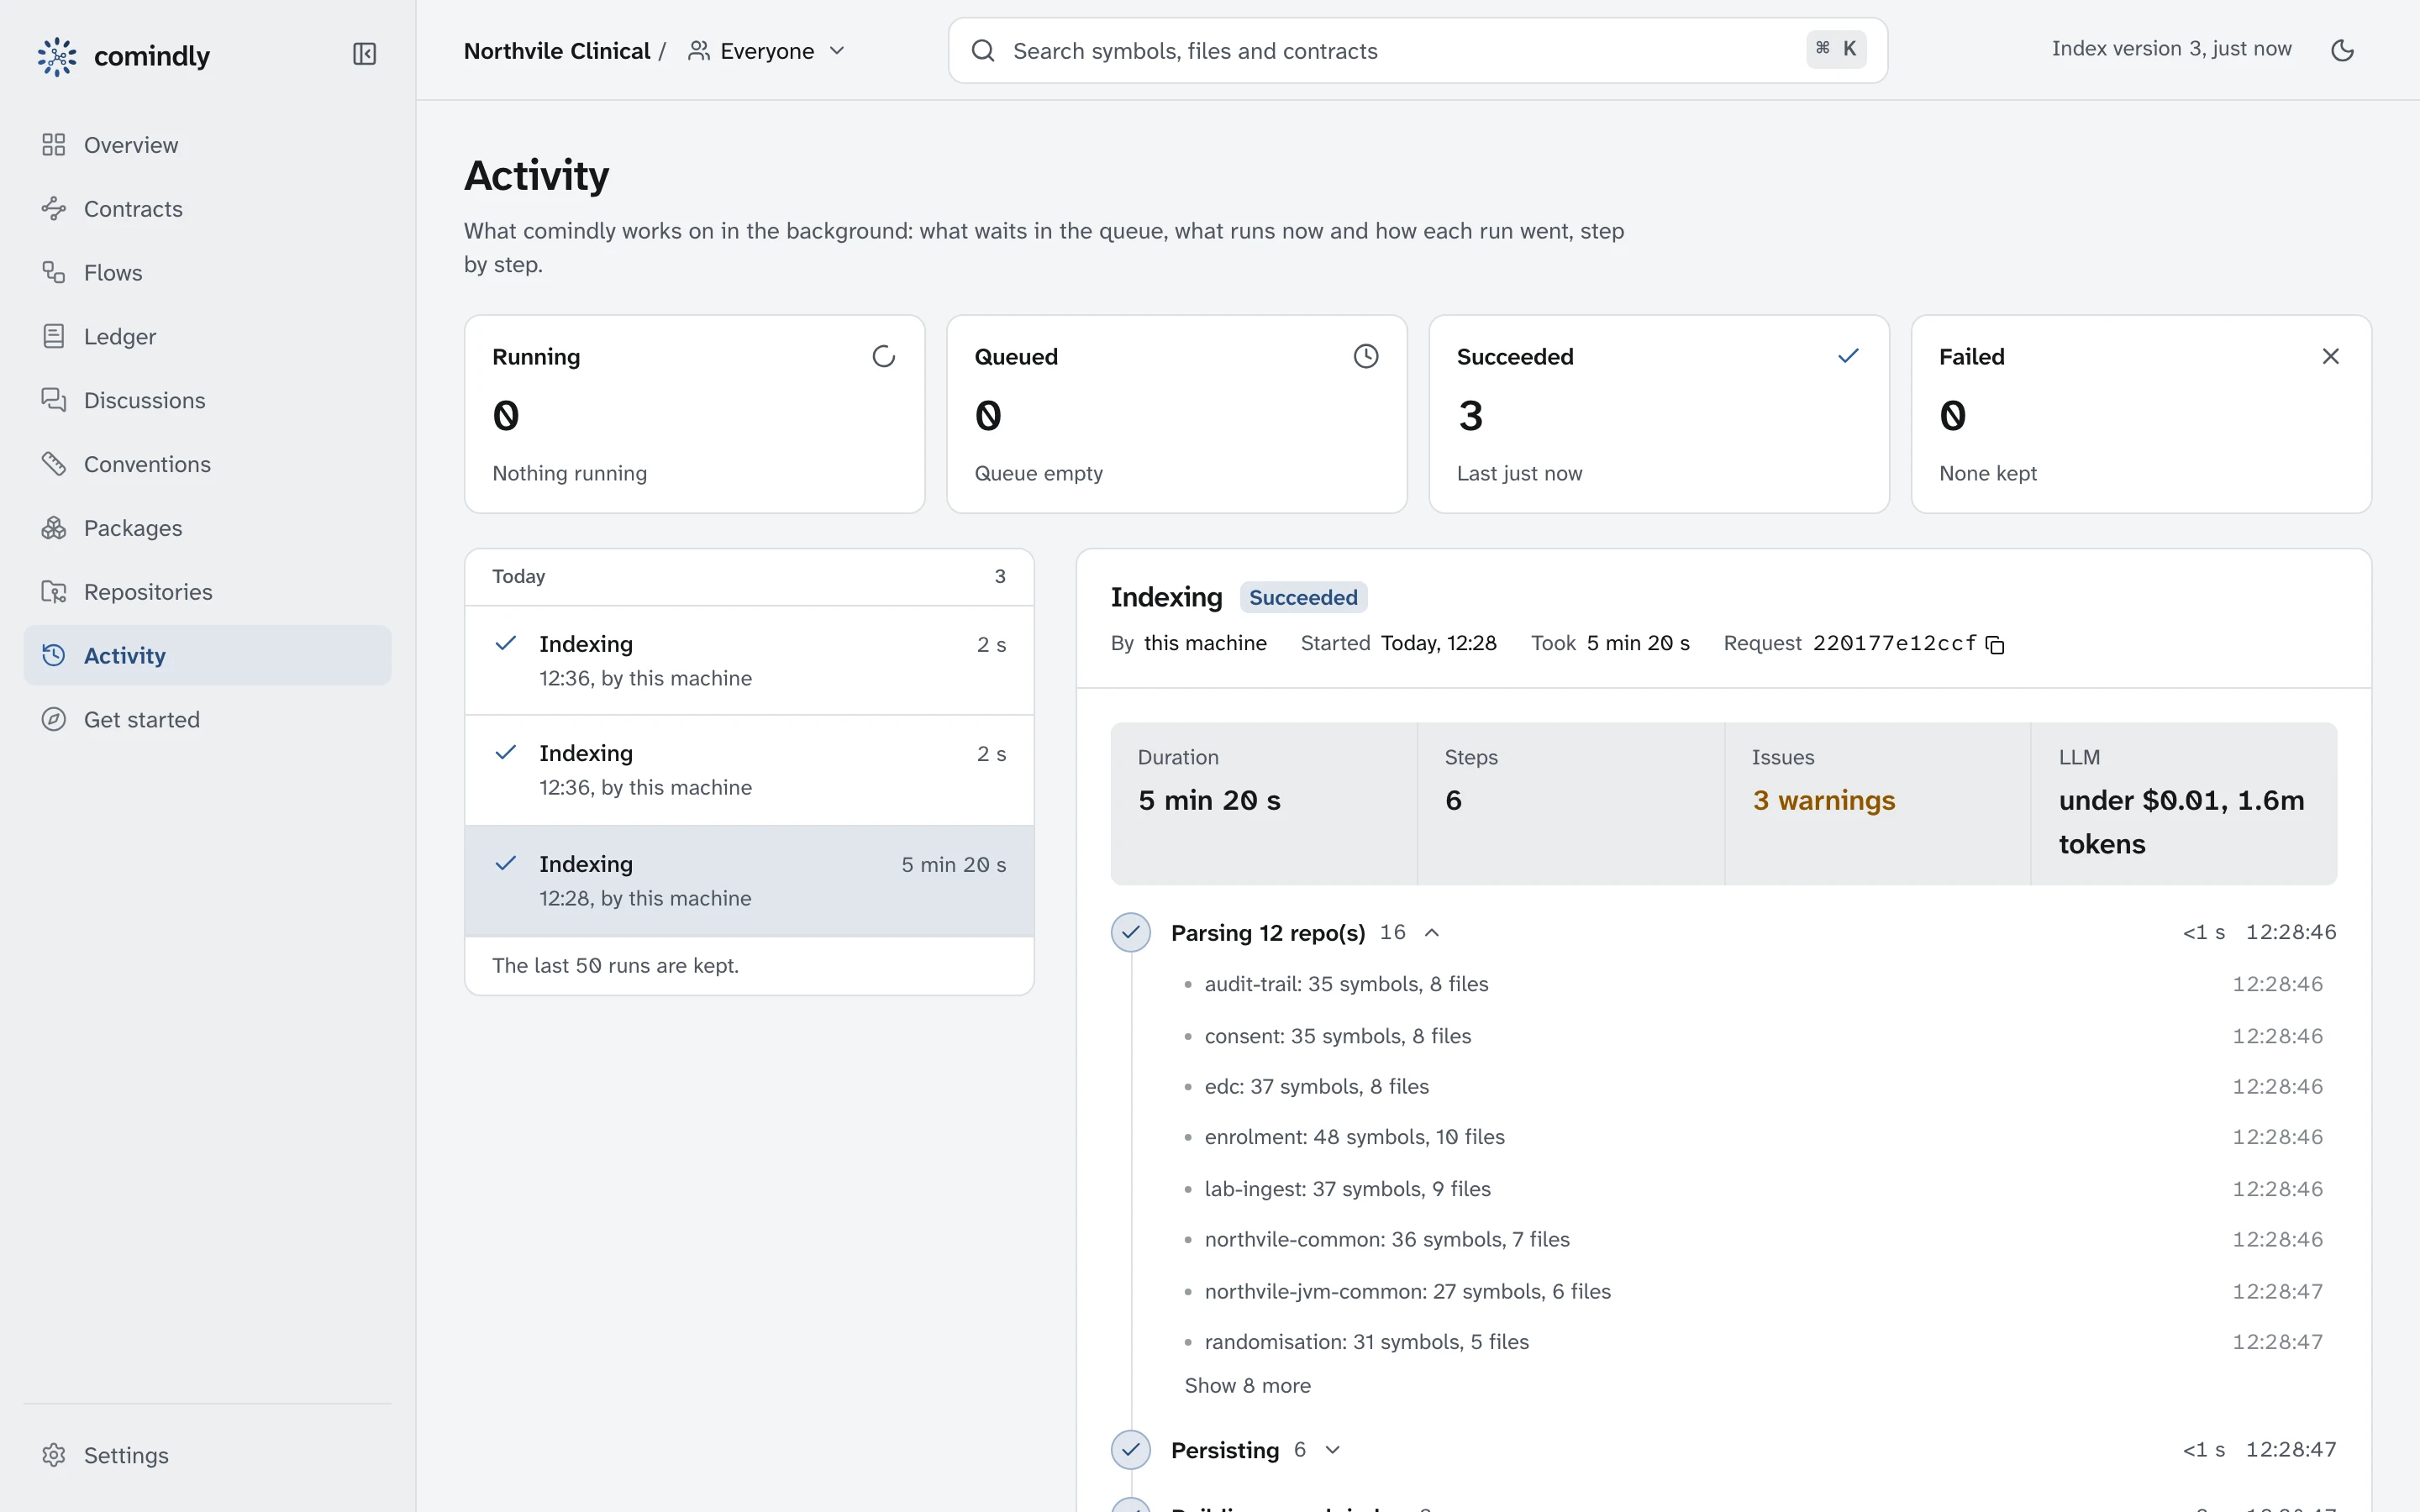 comindly
Overview
Contracts
Flows
Ledger
Discussions
Conventions
Packages
Repositories
Activity
Get started
Settings
Northvile Clinical / Everyone
Search symbols, files and contracts
⌘ K
Index version 3, just now
Activity
What comindly works on in the background: what waits in the queue, what runs now and how each run went, step
by step.
Running
0
Nothing running
Queued
0
Queue empty
Succeeded
3
Last just now
Failed
0
None kept
Today 3
Indexing 2 s
12:36, by this machine
Indexing 2 s
12:36, by this machine
Indexing 5 min 20 s
12:28, by this machine
The last 50 runs are kept.
Indexing Succeeded
By this machine Started Today, 12:28 Took 5 min 20 s Request 220177e12ccf
Duration
5 min 20 s
Steps
6
Issues
3 warnings
LLM
under $0.01, 1.6m
tokens
Parsing 12 repo(s) 16 <1 s 12:28:46
audit-trail: 35 symbols, 8 files 12:28:46
consent: 35 symbols, 8 files 12:28:46
edc: 37 symbols, 8 files 12:28:46
enrolment: 48 symbols, 10 files 12:28:46
lab-ingest: 37 symbols, 9 files 12:28:46
northvile-common: 36 symbols, 7 files 12:28:46
northvile-jvm-common: 27 symbols, 6 files 12:28:47
randomisation: 31 symbols, 5 files 12:28:47
Show 8 more
Persisting 6 <1 s 12:28:47